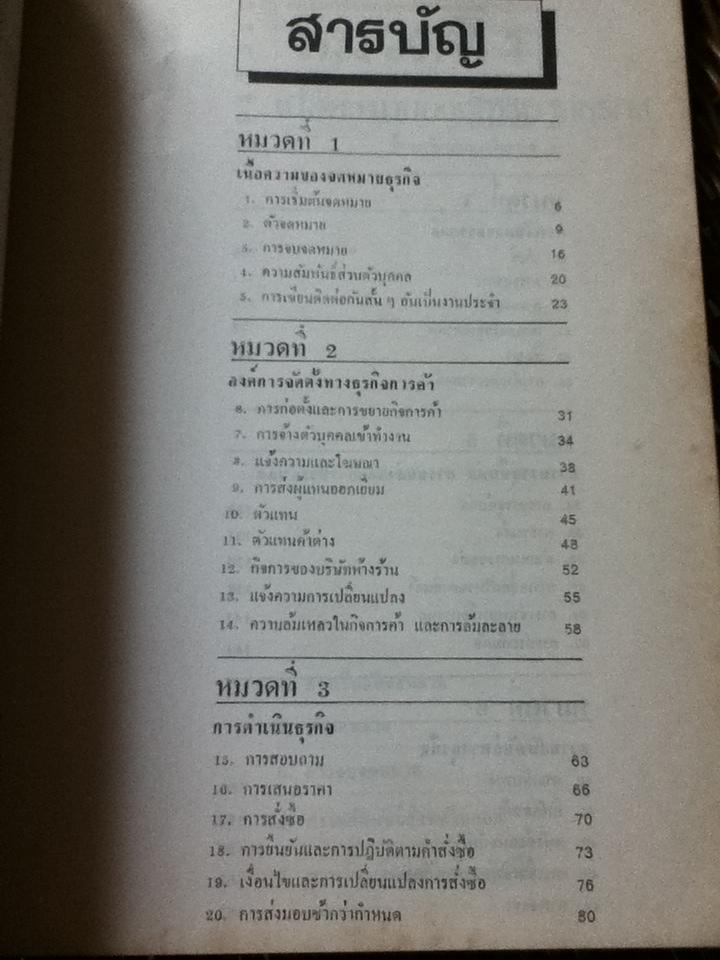 สารบัญ
หมวดที่ 1
เนื้อความของจดหมายธุรกิจ
1. การเริ่มต้นจดหมาย 6
2. ตัวจดหมาย 9
3. การจบจดหมาย 16
4. ความสัมพันธ์ส่วนตัวบุคคล 20
5. การเขียนติดต่อกันสั้น ๆ อันเป็นงานประจำ 23
หมวดที่ 2
องค์การจัดตั้งทางธุรกิจการค้า
6. การก่อตั้งและการขยายกิจการค้า 31
7. การจ้างตัวบุคคลเข้าทำงาน 34
8. แจ้งความและโฆษณา 38
9. การส่งผู้แทนออกเยี่ยม 41
10. ตัวแทน 45
11. ตัวแทนค้าต่าง 48
12. กิจการของบริษัทห้างร้าน 52
13. แจ้งความการเปลี่ยนแปลง 55
14. ความล้มเหลวในกิจการค้า และการล้มละลาย 58
หมวดที่ 3
การดำเนินธุรกิจ
15. การสอบถาม 63
16. การเสนอราคา 66
17. การสั่งซื้อ 70
18. การยืนยันและการปฏิบัติตามคำสั่งซื้อ 73
19. เงื่อนไขและการเปลี่ยนแปลงการสั่งซื้อ 76
20. การส่งมอบช้ากว่ากำหนด 80